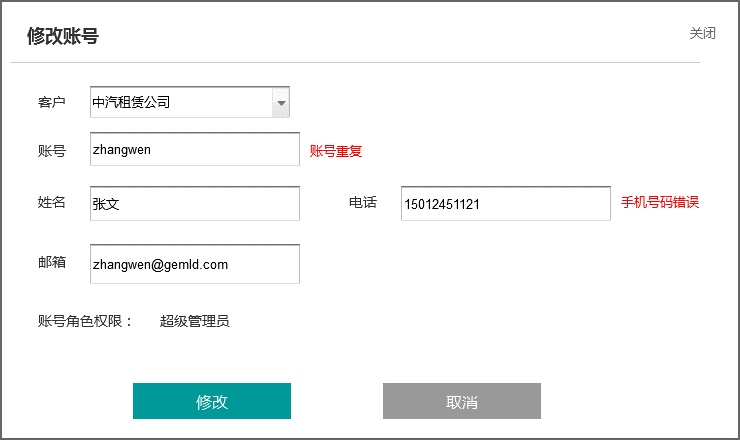 修改账号
关闭
客户 中汽租赁公司
账号 zhangwen 账号重复
姓名 张文 电话 15012451121 手机号码错误
邮箱 zhangwen@gemld.com
账号角色权限： 超级管理员
修改 取消